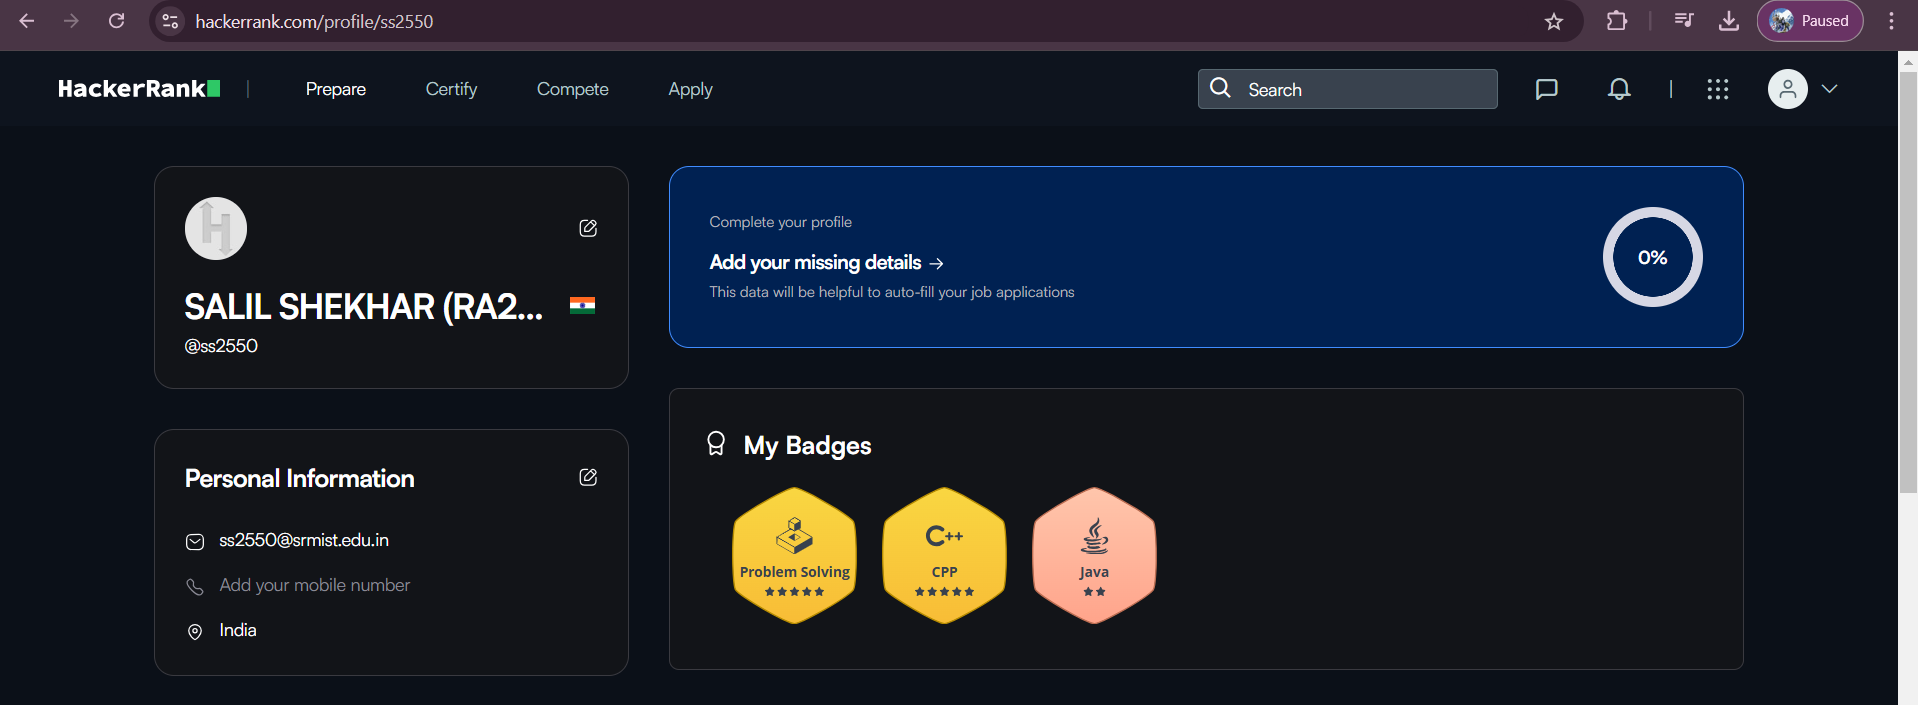 hackerrank.com/profile/ss2550
Paused
HackerRank
Prepare
Certify
Compete
Apply
Search
SALIL SHEKHAR (RA2...
@ss2550
Complete your profile
Add your missing details →
This data will be helpful to auto-fill your job applications
0%
Personal Information
ss2550@srmist.edu.in
Add your mobile number
India
My Badges
Problem Solving
★★★★★
C++
CPP
★★★★★
Java
★★